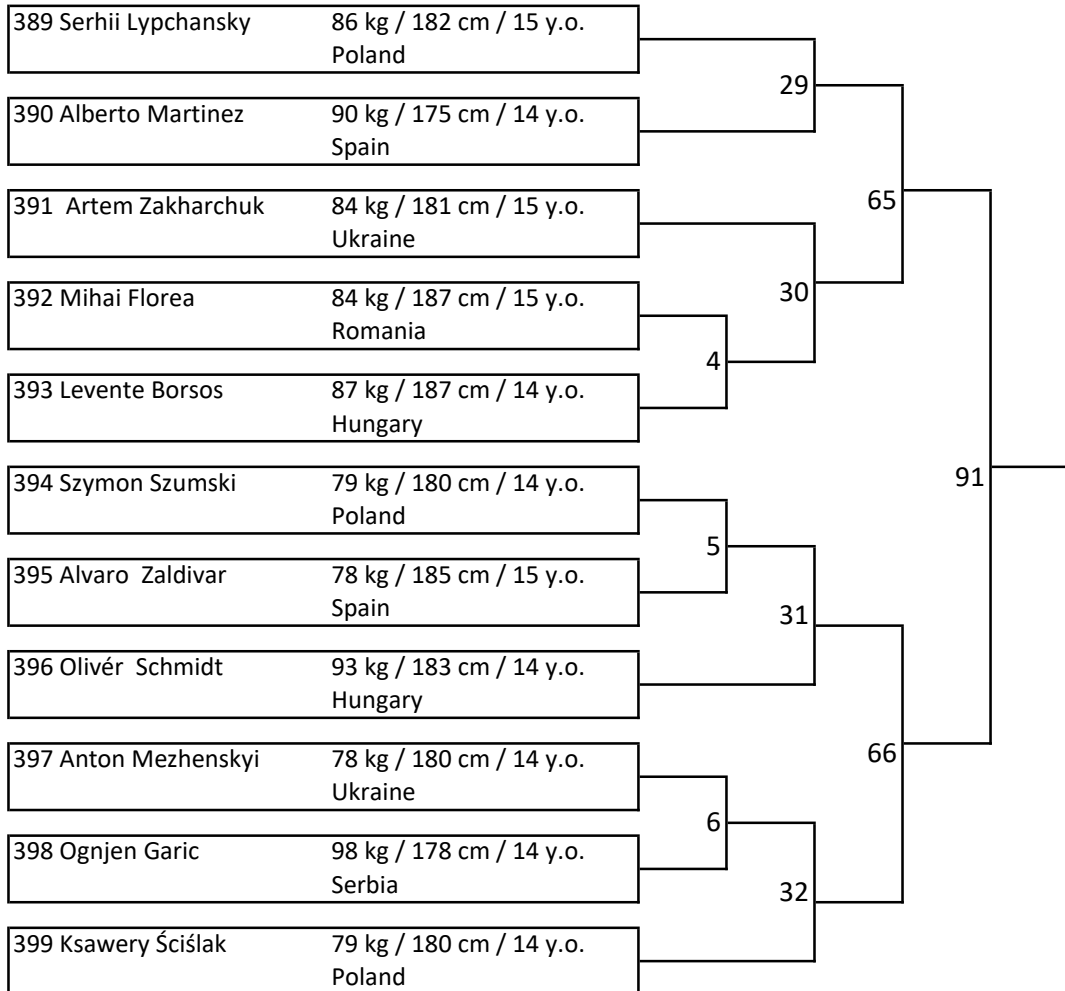 389 Serhii Lypchansky 86 kg / 182 cm / 15 y.o.
Poland
29
390 Alberto Martinez 90 kg / 175 cm / 14 y.o.
Spain
65
391 Artem Zakharchuk 84 kg / 181 cm / 15 y.o.
Ukraine
30
392 Mihai Florea 84 kg / 187 cm / 15 y.o.
Romania
4
393 Levente Borsos 87 kg / 187 cm / 14 y.o.
Hungary
91
394 Szymon Szumski 79 kg / 180 cm / 14 y.o.
Poland
5
395 Alvaro Zaldivar 78 kg / 185 cm / 15 y.o.
Spain
31
396 Olivér Schmidt 93 kg / 183 cm / 14 y.o.
Hungary
66
397 Anton Mezhenskyi 78 kg / 180 cm / 14 y.o.
Ukraine
6
398 Ognjen Garic 98 kg / 178 cm / 14 y.o.
Serbia
32
399 Ksawery Ściślak 79 kg / 180 cm / 14 y.o.
Poland